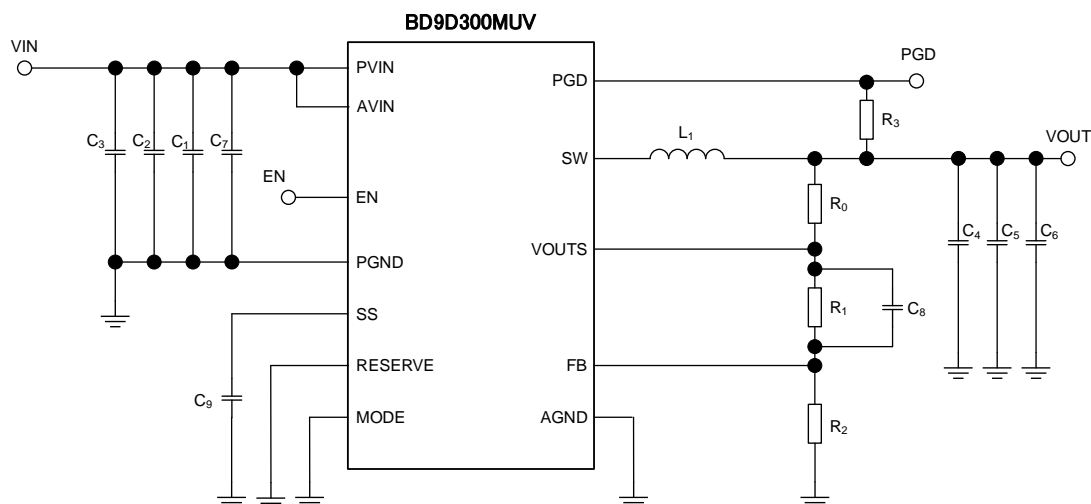 BD9D300MUV
VIN
PVIN
AVIN
C3
C2
C1
C7
EN
EN
PGND
SS
RESERVE
C9
MODE
PGD
PGD
R3
L1
SW
VOUT
R0
VOUTS
C4
C5
C6
R1
C8
FB
R2
AGND